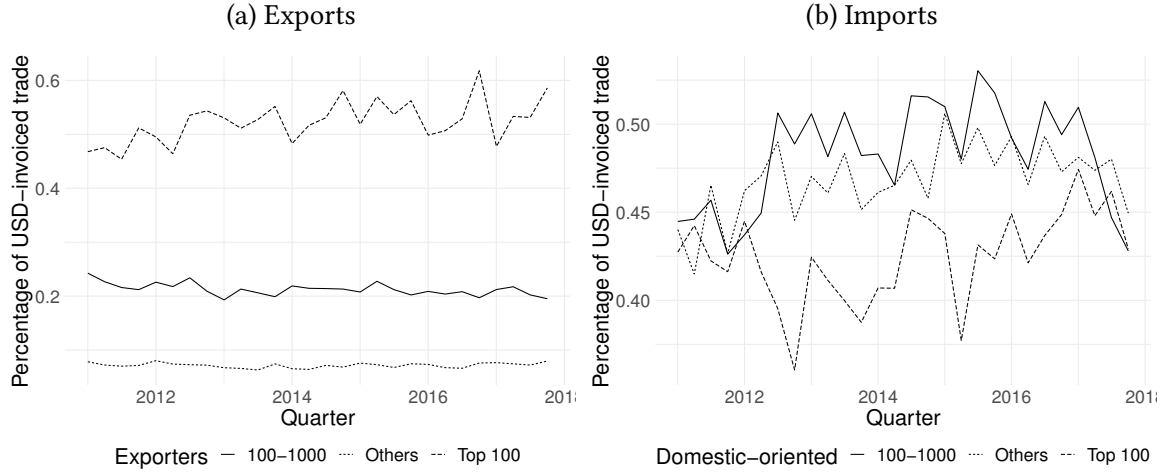 (a) Exports
Percentage of USD−invoiced trade
0.6
0.4
0.2
2012 2014 2016 2018
Quarter
Exporters 100−1000 Others Top 100
(b) Imports
Percentage of USD−invoiced trade
0.50
0.45
0.40
2012 2014 2016 2018
Quarter
Domestic−oriented 100−1000 Others Top 100